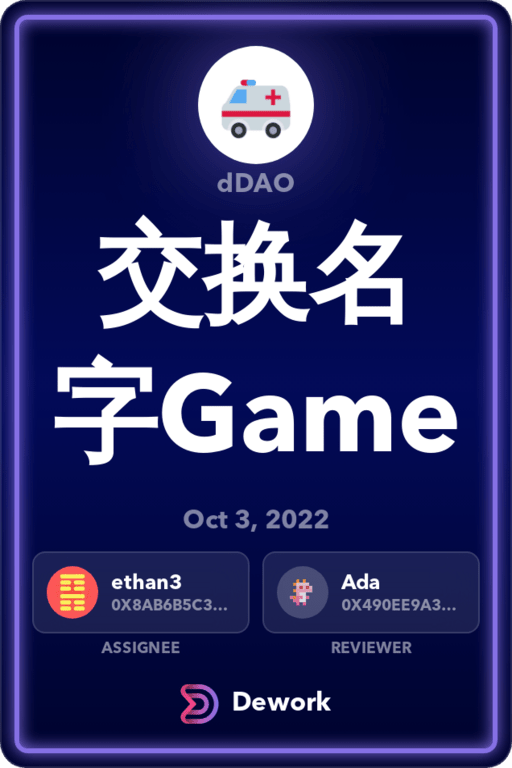 dDAO
交换名
字Game
Oct 3, 2022
ethan3
0X8AB6B5C3...
ASSIGNEE
Ada
0X490EE9A3...
REVIEWER
Dework